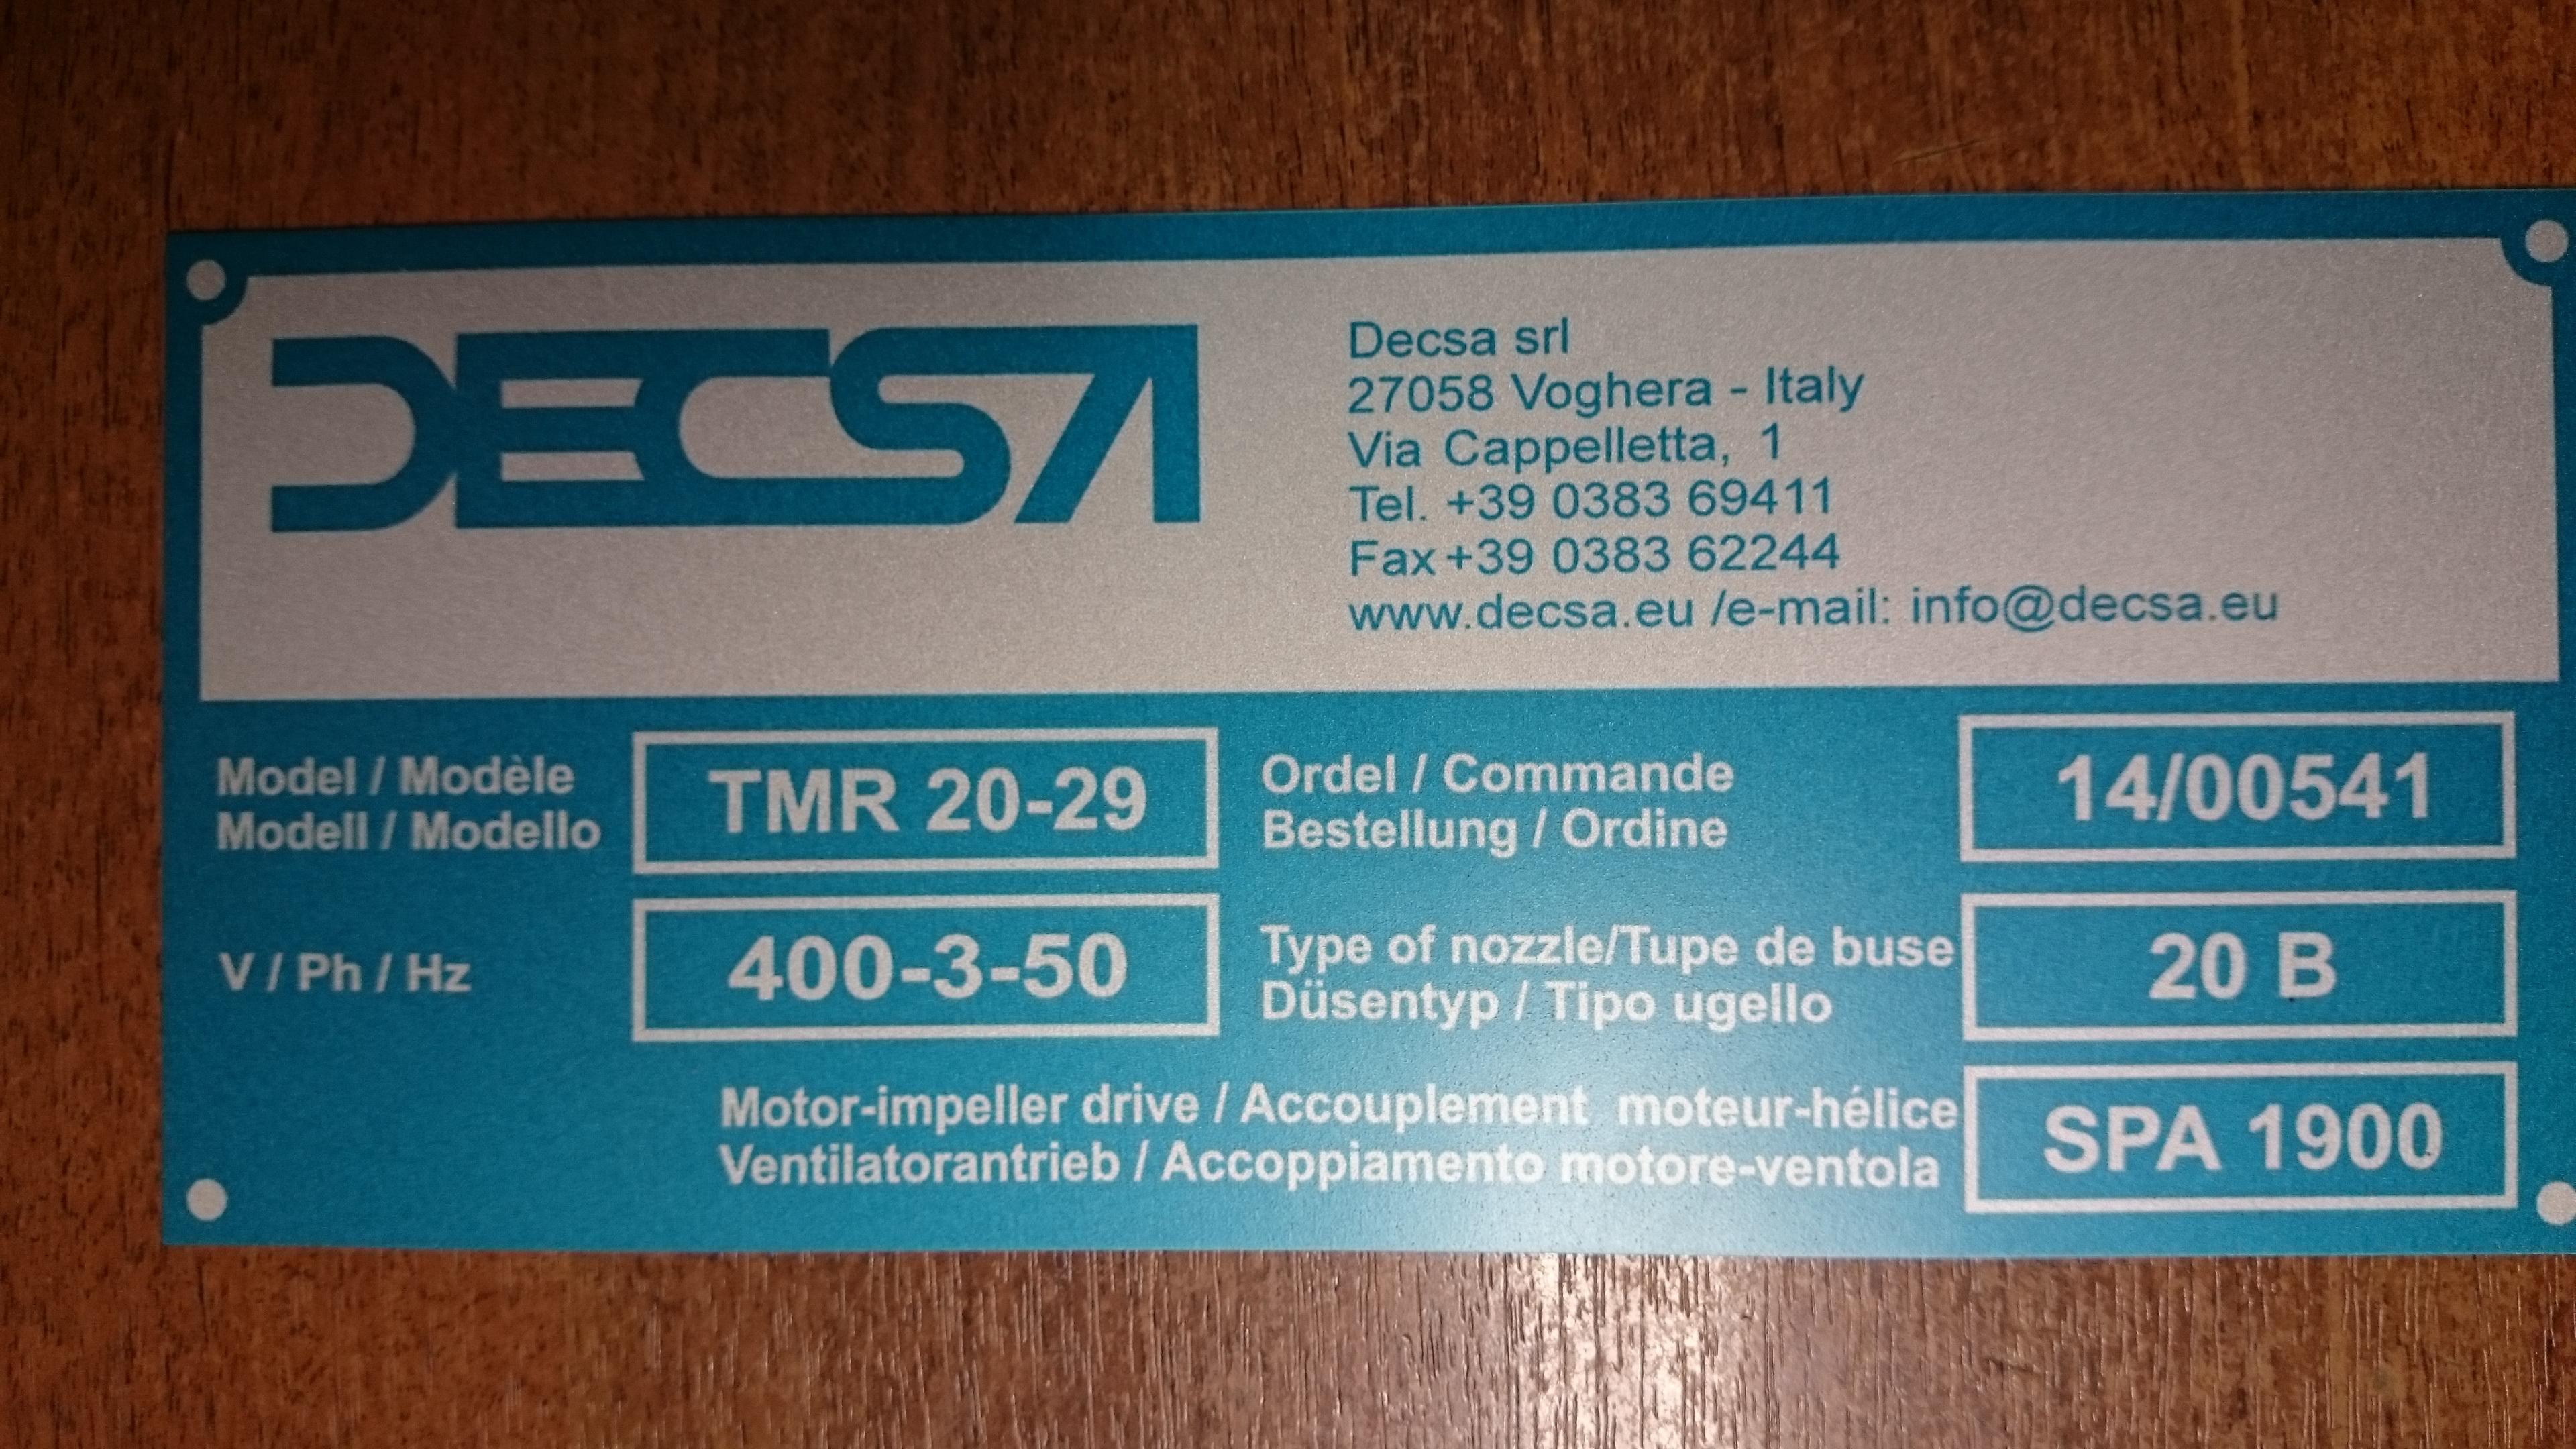 DECSA
Decsa srl
27058 Voghera - Italy
Via Cappelletta, 1
Tel. +39 0383 69411
Fax +39 0383 62244
www.decsa.eu /e-mail: info@decsa.eu
Model / Modèle
Modell / Modello
TMR 20-29
Ordel / Commande
Bestellung / Ordine
14/00541
V / Ph / Hz
400-3-50
Type of nozzle/Tupe de buse
Düsentyp / Tipo ugello
20 B
Motor-impeller drive / Accouplement moteur-hélice
Ventilatorantrieb / Accoppiamento motore-ventola
SPA 1900